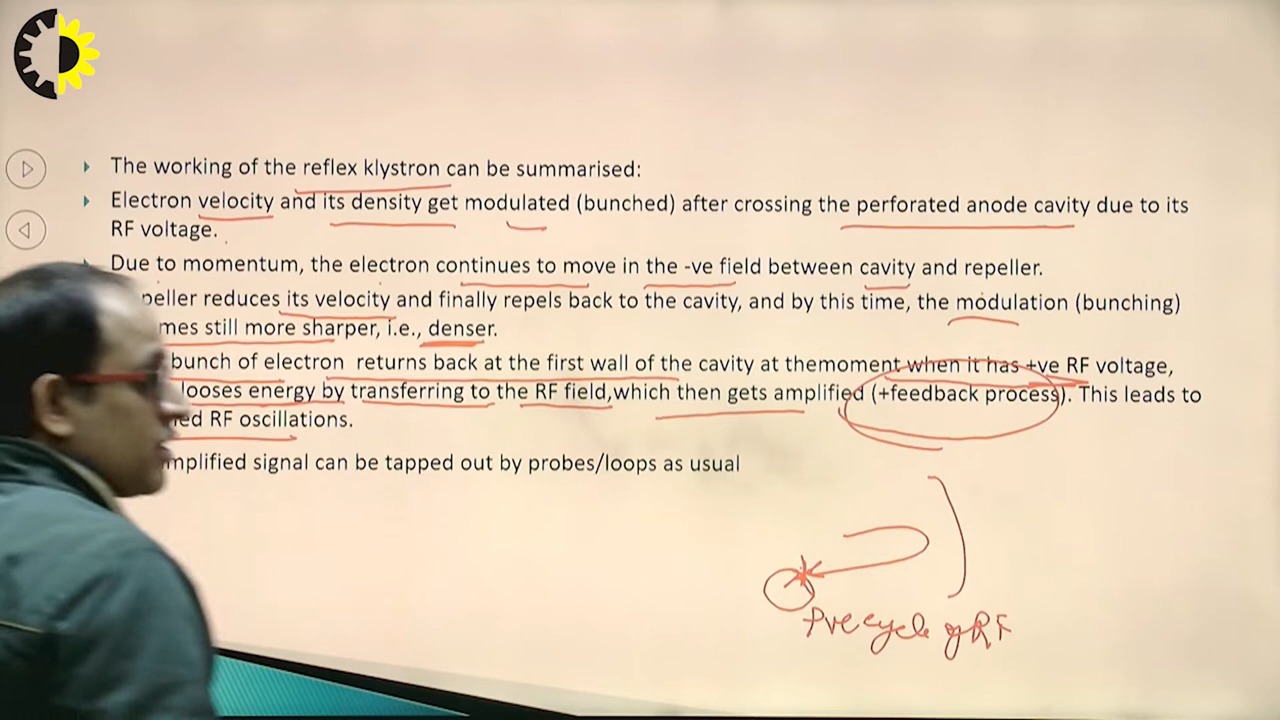 The working of the reflex klystron can be summarised:
Electron velocity and its density get modulated (bunched) after crossing the perforated anode cavity due to its
RF voltage.
Due to momentum, the electron continues to move in the -ve field between cavity and repeller.
reduces its velocity and finally repels back to the cavity, and by this time, the modulation (bunching)
still more sharper, i.e., denser.
bunch of electron returns back at the first wall of the cavity at themoment when it has +ve RF voltage,
looses energy by transferring to the RF field,which then gets amplified (+feedback process). This leads to
RF oscillations.
signal can be tapped out by probes/loops as usual
+ve cycle of RF